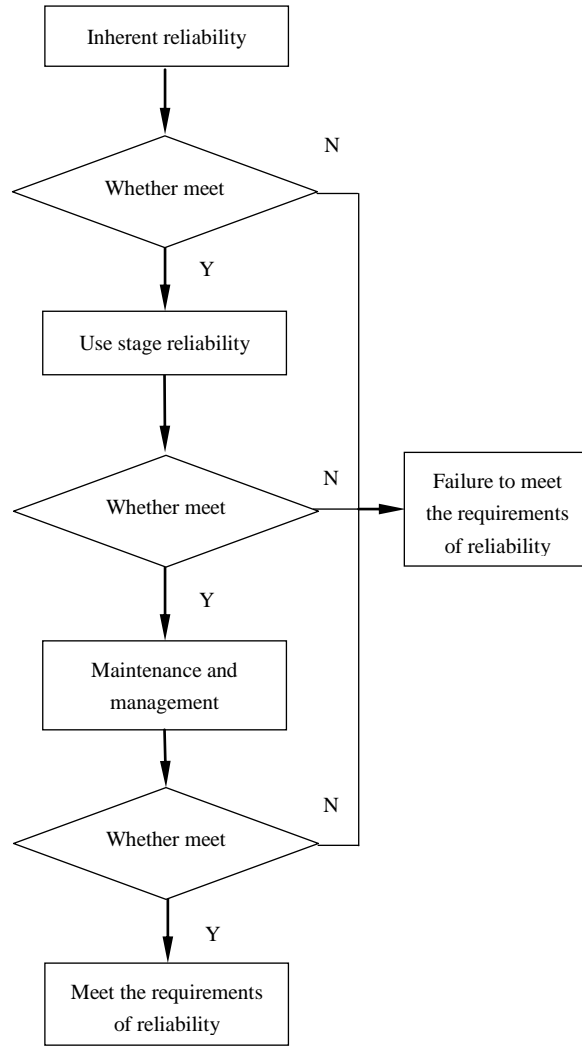 Inherent reliability
N
Whether meet
Y
Use stage reliability
N
Whether meet
Failure to meet
the requirements
of reliability
Y
Maintenance and
management
N
Whether meet
Y
Meet the requirements
of reliability